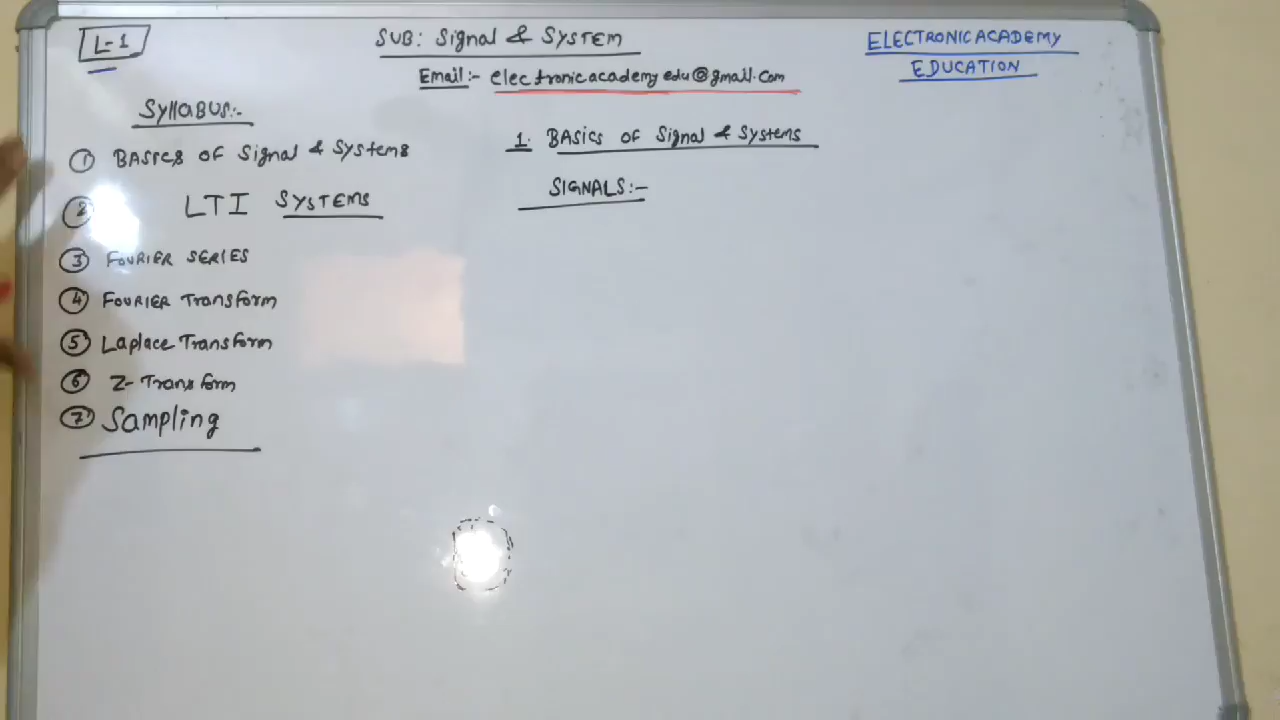 L-1
SUB: Signal & SYSTEM
ELECTRONIC ACADEMY
EDUCATION
Email:- electronicacademyedu@gmail.com
SYllABUS:-
① BASICS OF Signal & SYSTEMS
② LTI SYSTEMS
③ FOURIER SERIES
④ FOURIER Transform
⑤ Laplace Transform
⑥ Z-Transform
⑦ Sampling
1. BASICS OF Signal & Systems
SIGNALS:-